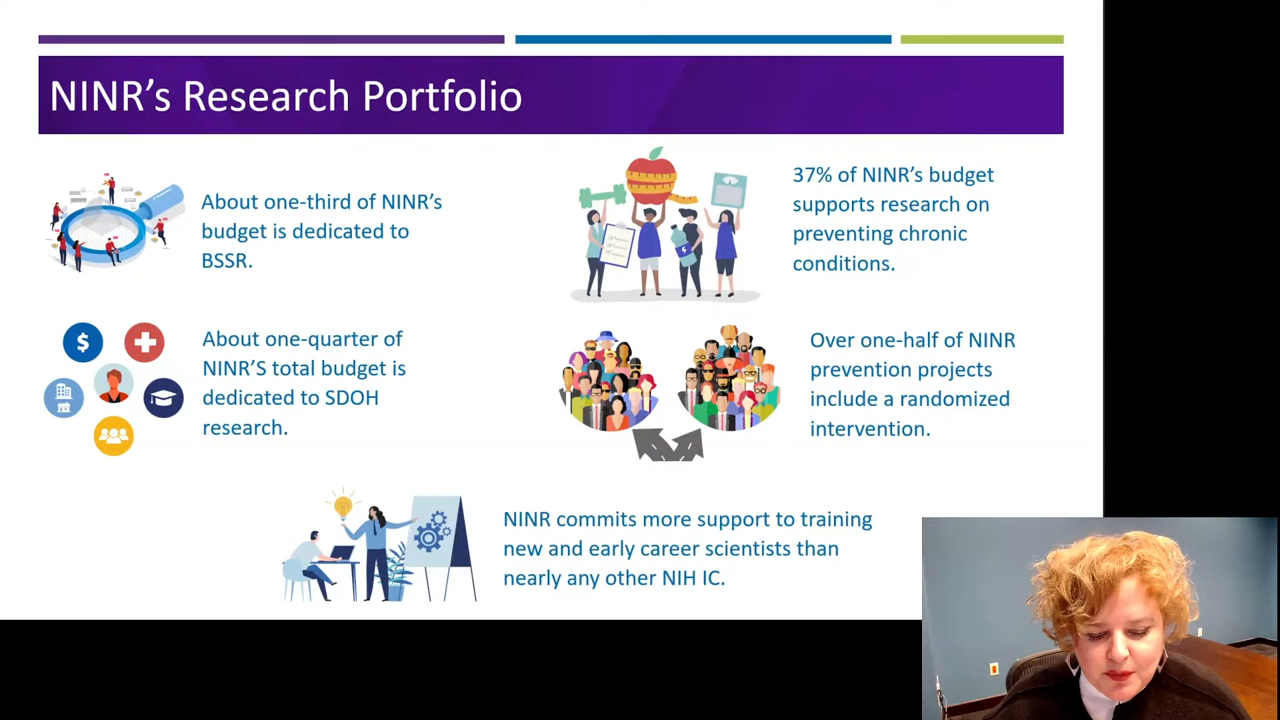 NINR's Research Portfolio
About one-third of NINR's
budget is dedicated to
BSSR.
37% of NINR's budget
supports research on
preventing chronic
conditions.
$
About one-quarter of
NINR'S total budget is
dedicated to SDOH
research.
Over one-half of NINR
prevention projects
include a randomized
intervention.
NINR commits more support to training
new and early career scientists than
nearly any other NIH IC.